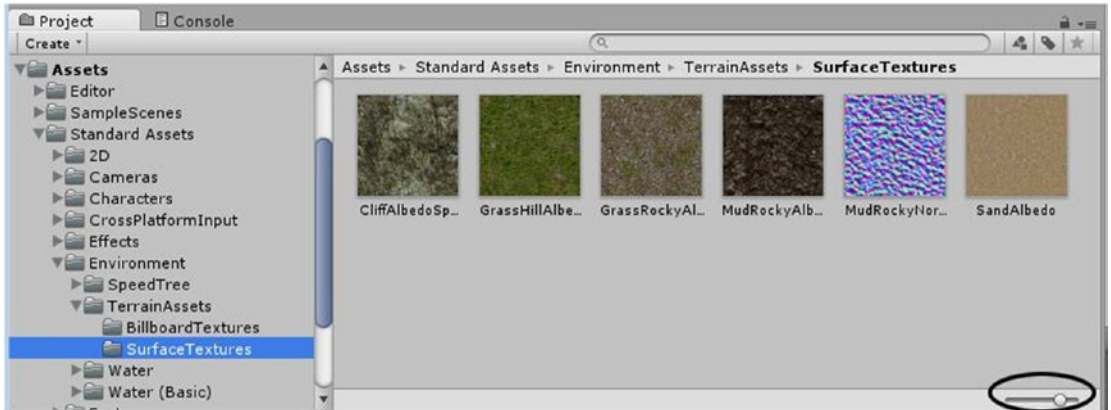 Project Console
Create
Assets Standard Assets Environment TerrainAssets SurfaceTextures
Assets
Editor
SampleScenes
Standard Assets
2D
Cameras
Characters
CrossPlatformInput
Effects
Environment
SpeedTree
TerrainAssets
BillboardTextures
SurfaceTextures
Water
Water (Basic)
CliffAlbedoSp... GrassHillAlbe... GrassRockyAl... MudRockyAlb... MudRockyNor... SandAlbedo